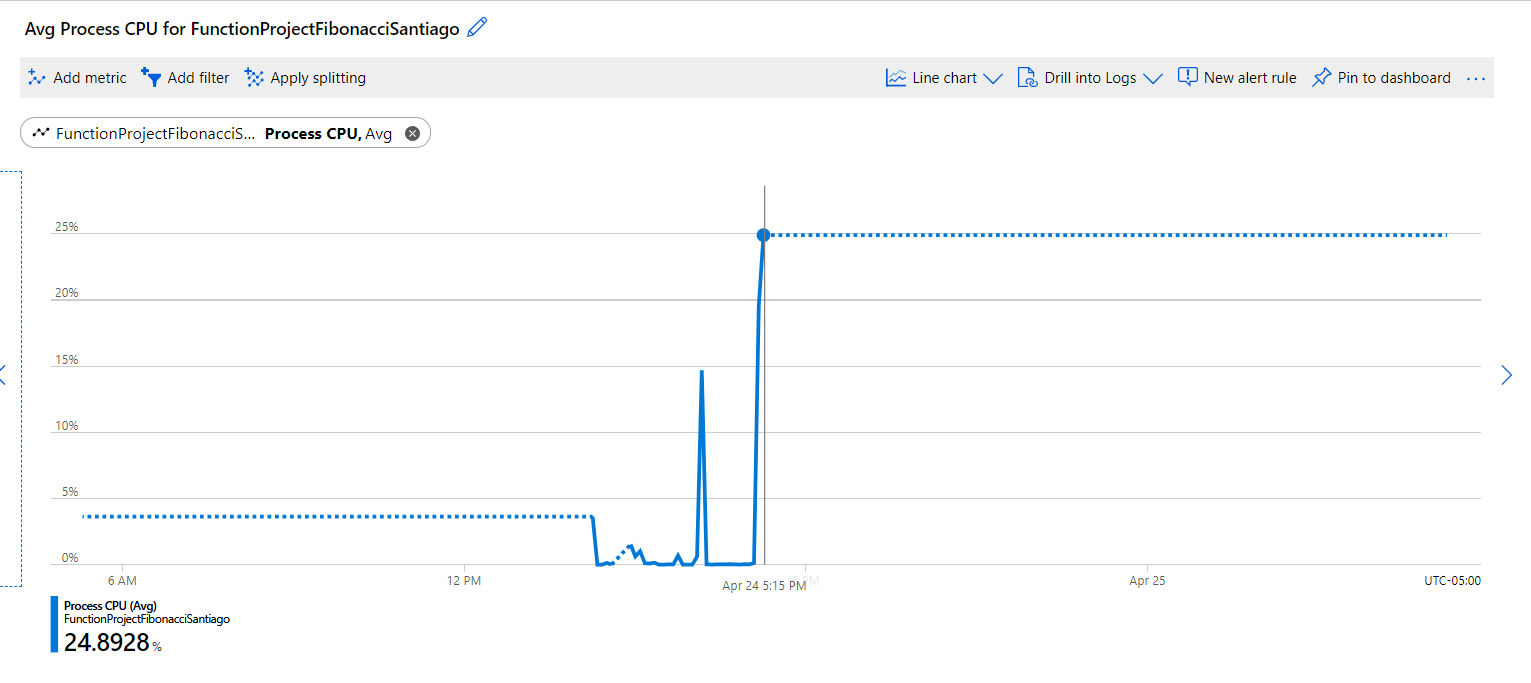 Avg Process CPU for FunctionProjectFibonacciSantiago
Add metric Add filter Apply splitting Line chart Drill into Logs New alert rule Pin to dashboard ...
FunctionProjectFibonacciS... Process CPU, Avg
25%
20%
15%
10%
5%
0%
6 AM 12 PM Apr 24 5:15 PM PM Apr 25 UTC-05:00
Process CPU (Avg)
FunctionProjectFibonacciSantiago
24.8928 %